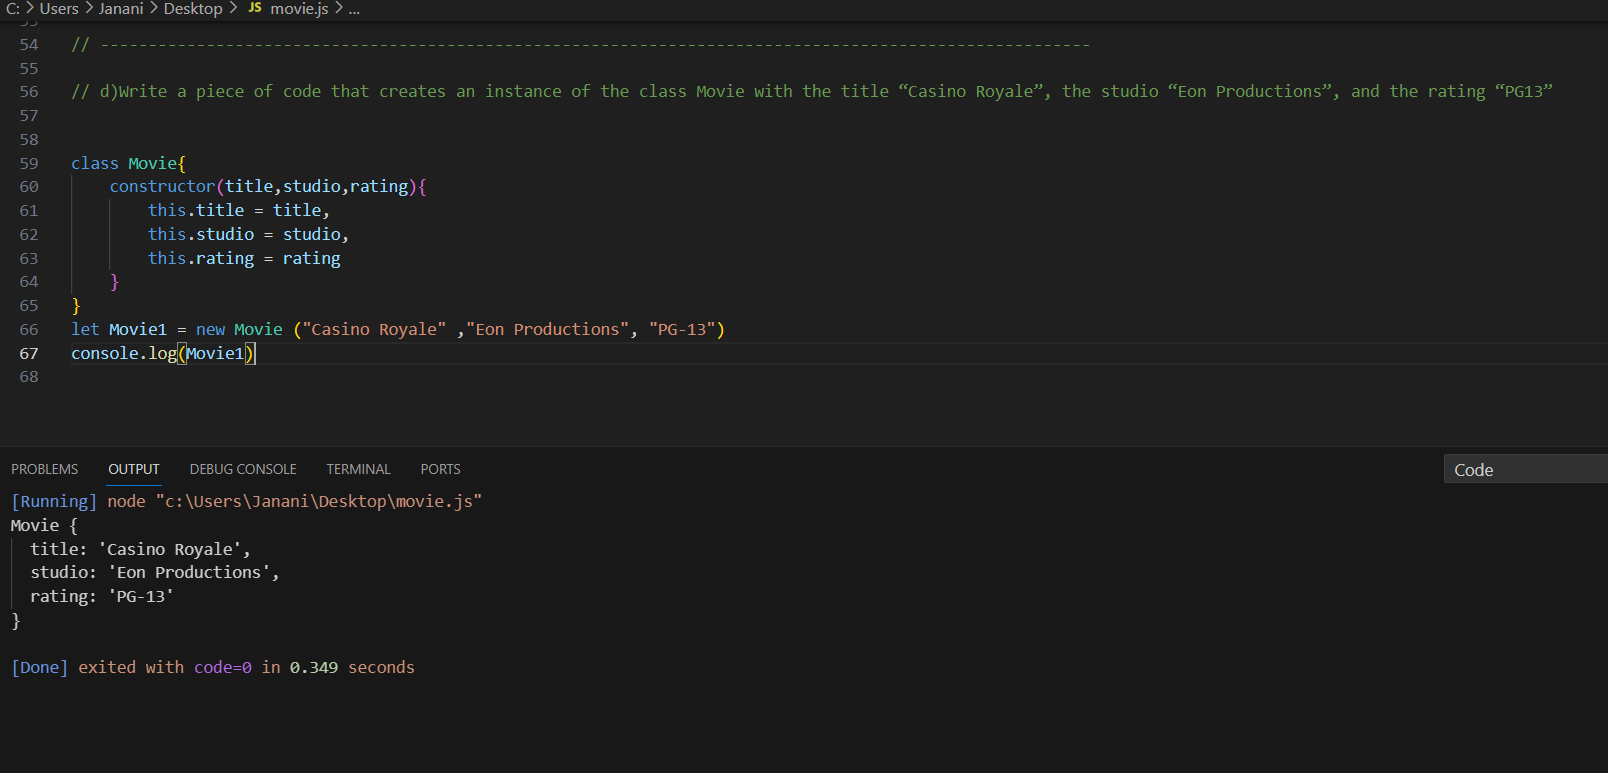 C: > Users > Janani > Desktop > JS movie.js > ...
53
54 // -------------------------------------------------------------------------------------------------------
55
56 // d)Write a piece of code that creates an instance of the class Movie with the title “Casino Royale”, the studio “Eon Productions”, and the rating “PG13”
57
58
59 class Movie{
60 constructor(title,studio,rating){
61 this.title = title,
62 this.studio = studio,
63 this.rating = rating
64 }
65 }
66 let Movie1 = new Movie ("Casino Royale" ,"Eon Productions", "PG-13")
67 console.log(Movie1)
68
PROBLEMS OUTPUT DEBUG CONSOLE TERMINAL PORTS Code
[Running] node "c:\Users\Janani\Desktop\movie.js"
Movie {
title: 'Casino Royale',
studio: 'Eon Productions',
rating: 'PG-13'
}
[Done] exited with code=0 in 0.349 seconds